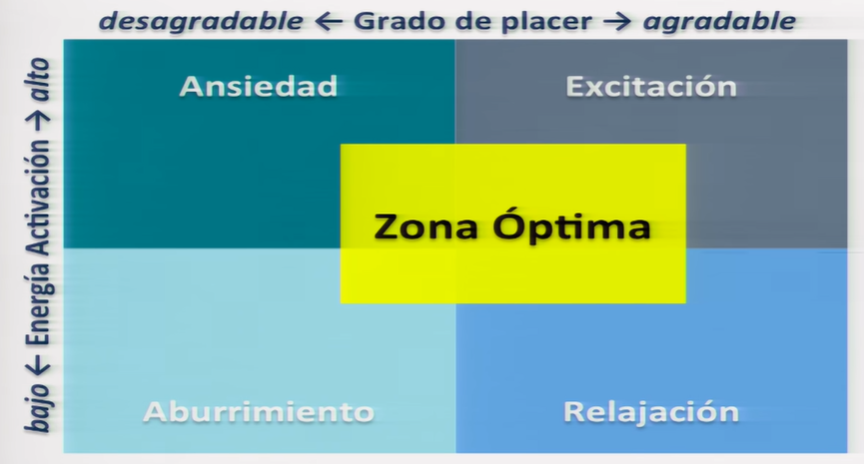 desagradable ← Grado de placer → agradable
bajo ← Energía Activación → alto
Ansiedad
Excitación
Zona Óptima
Aburrimiento
Relajación